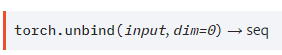 torch.unbind(input, dim=0) → seq